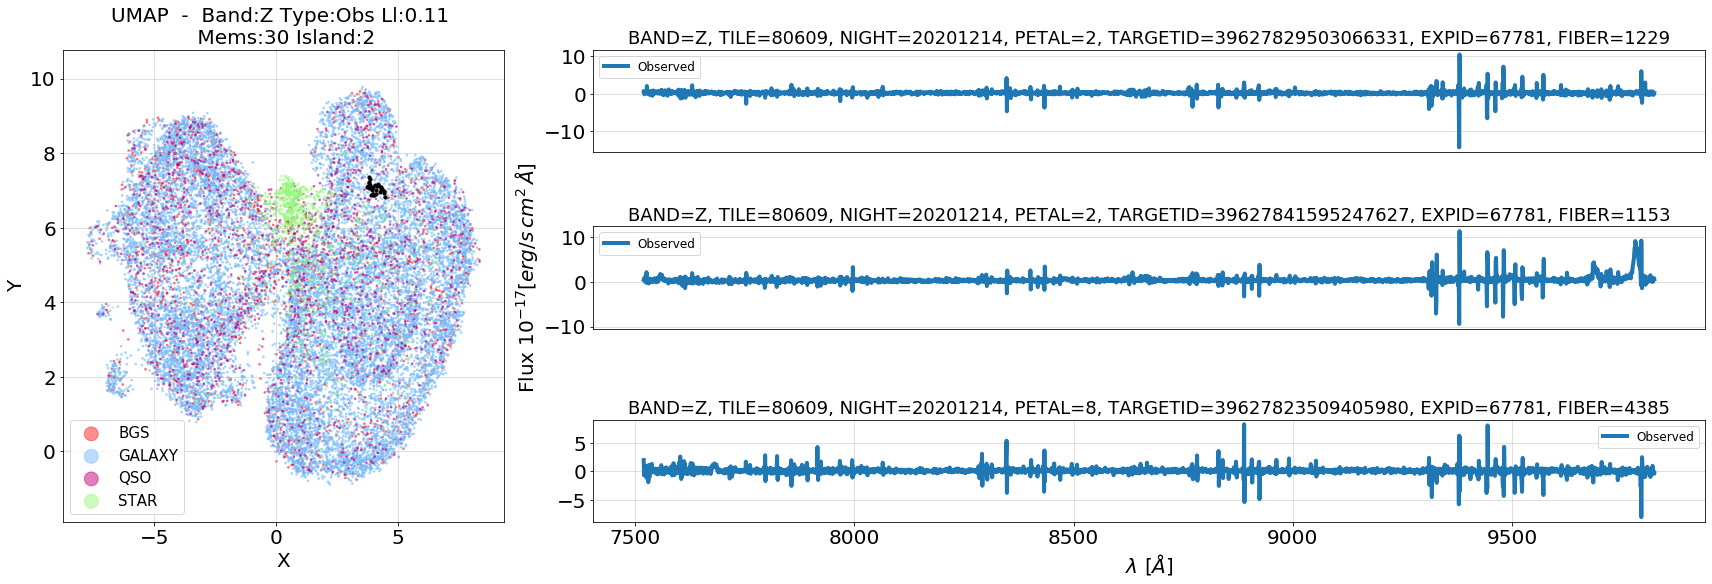 UMAP - Band:Z Type:Obs Ll:0.11
Mems:30 Island:2
10
8
6
4
2
0
Y
−5
0
5
X
BGS
GALAXY
QSO
STAR
Flux 10⁻¹⁷[erg/s cm² Å]
BAND=Z, TILE=80609, NIGHT=20201214, PETAL=2, TARGETID=39627829503066331, EXPID=67781, FIBER=1229
10
0
−10
Observed
BAND=Z, TILE=80609, NIGHT=20201214, PETAL=2, TARGETID=39627841595247627, EXPID=67781, FIBER=1153
10
0
−10
Observed
BAND=Z, TILE=80609, NIGHT=20201214, PETAL=8, TARGETID=39627823509405980, EXPID=67781, FIBER=4385
5
0
−5
Observed
7500
8000
8500
9000
9500
λ [Å]